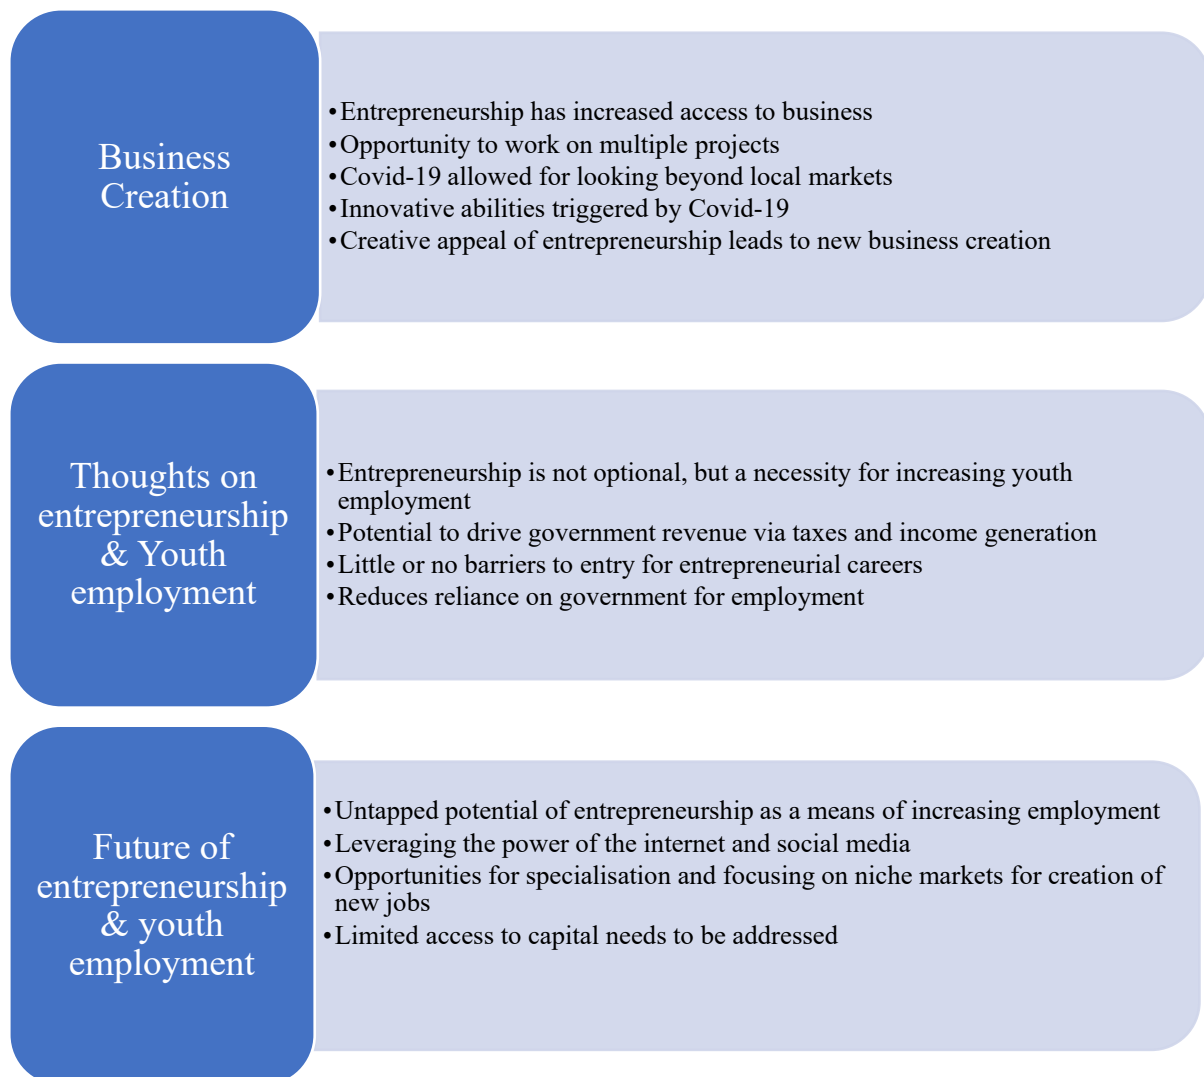 Business
Creation
•Entrepreneurship has increased access to business
•Opportunity to work on multiple projects
•Covid-19 allowed for looking beyond local markets
•Innovative abilities triggered by Covid-19
•Creative appeal of entrepreneurship leads to new business creation
Thoughts on
entrepreneurship
& Youth
employment
•Entrepreneurship is not optional, but a necessity for increasing youth
employment
•Potential to drive government revenue via taxes and income generation
•Little or no barriers to entry for entrepreneurial careers
•Reduces reliance on government for employment
Future of
entrepreneurship
& youth
employment
•Untapped potential of entrepreneurship as a means of increasing employment
•Leveraging the power of the internet and social media
•Opportunities for specialisation and focusing on niche markets for creation of
new jobs
•Limited access to capital needs to be addressed